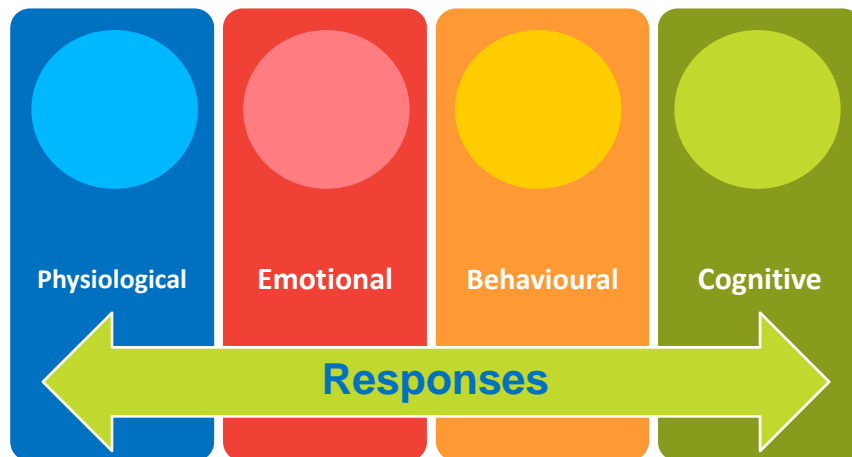 Physiological
Emotional
Behavioural
Cognitive
Responses